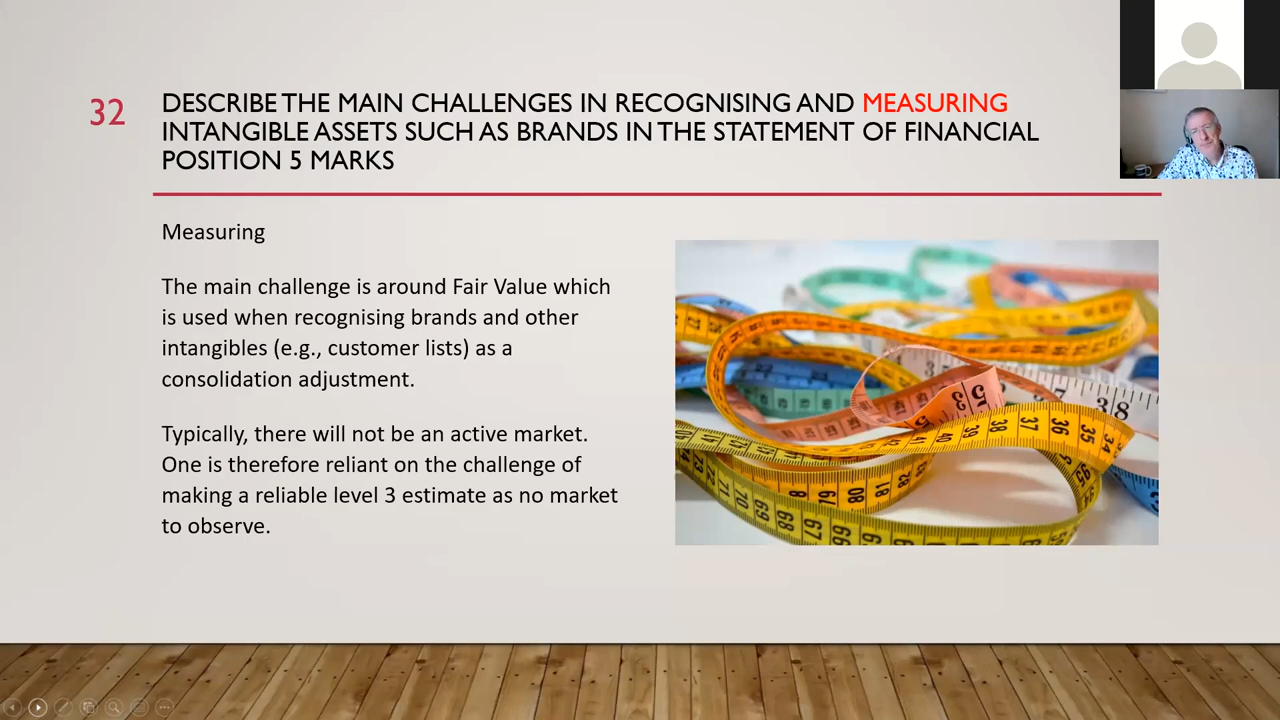 32
DESCRIBE THE MAIN CHALLENGES IN RECOGNISING AND MEASURING
INTANGIBLE ASSETS SUCH AS BRANDS IN THE STATEMENT OF FINANCIAL
POSITION 5 MARKS
Measuring
The main challenge is around Fair Value which
is used when recognising brands and other
intangibles (e.g., customer lists) as a
consolidation adjustment.
Typically, there will not be an active market.
One is therefore reliant on the challenge of
making a reliable level 3 estimate as no market
to observe.